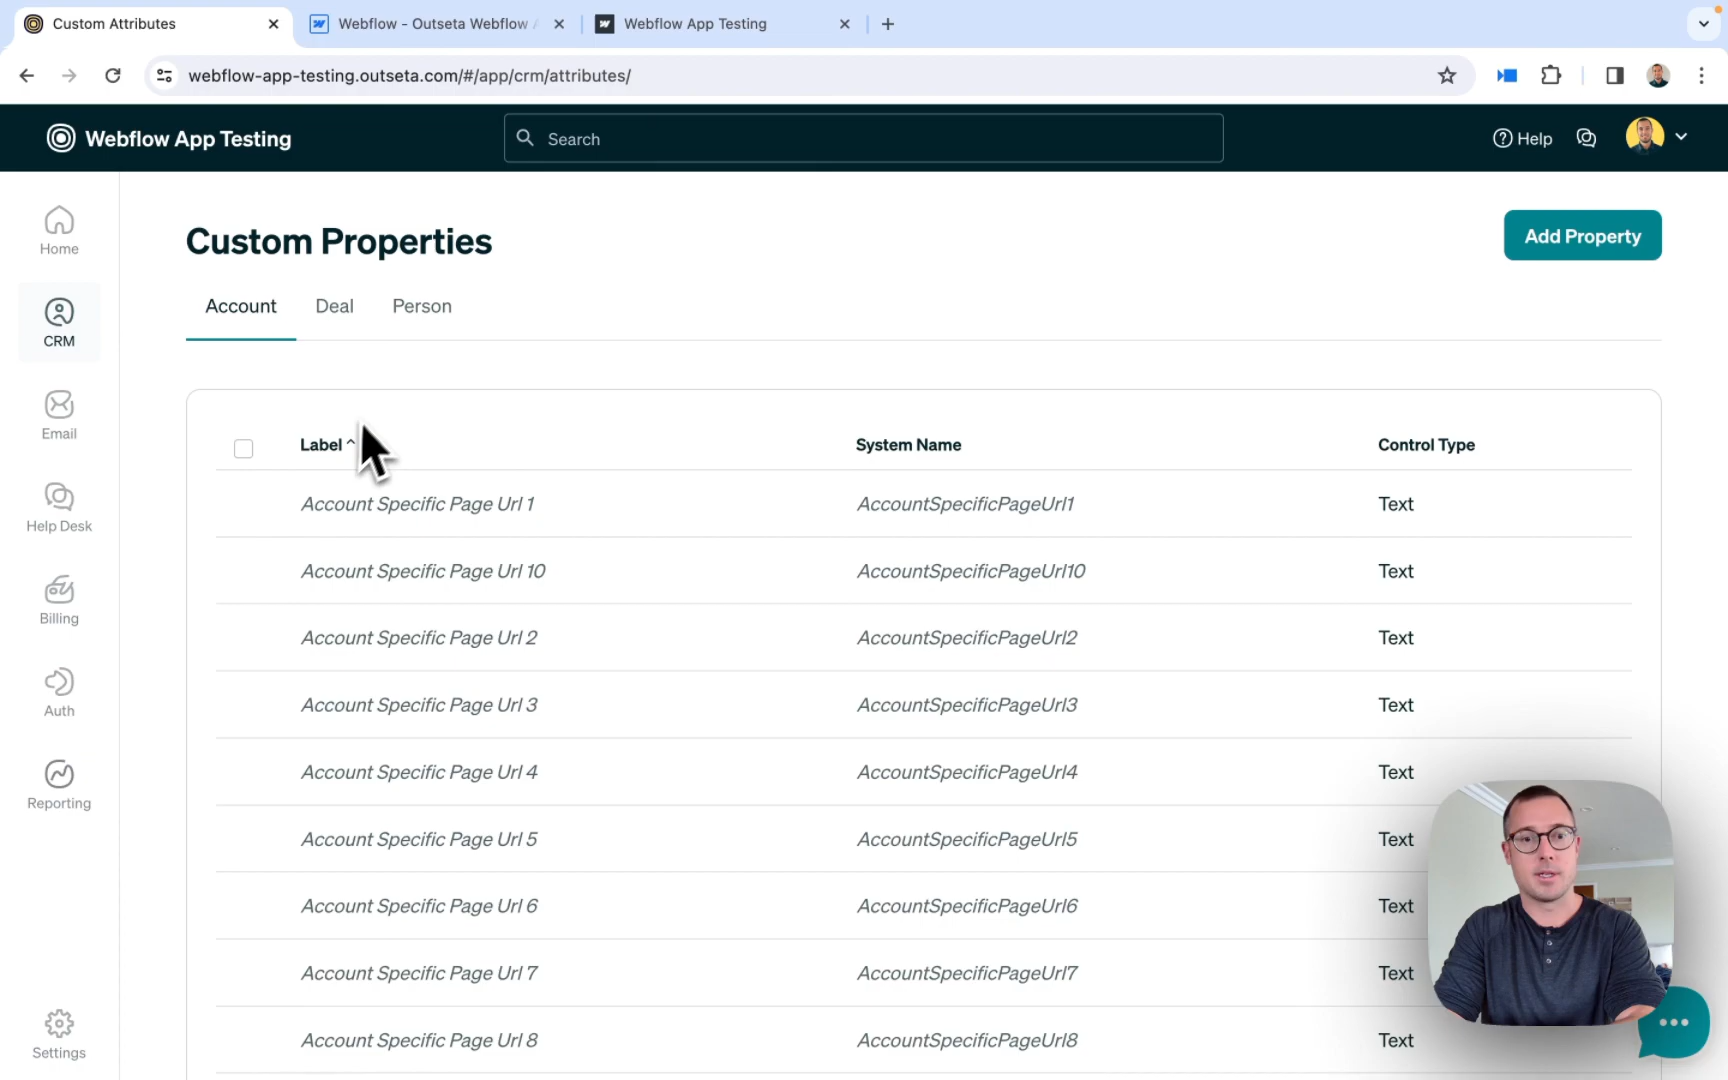 Custom Attributes
Webflow - Outseta Webflow
Webflow App Testing
webflow-app-testing.outseta.com/#/app/crm/attributes/
Webflow App Testing
Search
Help
Home
CRM
Email
Help Desk
Billing
Auth
Reporting
Settings
Custom Properties
Add Property
Account Deal Person
Label System Name Control Type
Account Specific Page Url 1 AccountSpecificPageUrl1 Text
Account Specific Page Url 10 AccountSpecificPageUrl10 Text
Account Specific Page Url 2 AccountSpecificPageUrl2 Text
Account Specific Page Url 3 AccountSpecificPageUrl3 Text
Account Specific Page Url 4 AccountSpecificPageUrl4 Text
Account Specific Page Url 5 AccountSpecificPageUrl5 Text
Account Specific Page Url 6 AccountSpecificPageUrl6 Text
Account Specific Page Url 7 AccountSpecificPageUrl7 Text
Account Specific Page Url 8 AccountSpecificPageUrl8 Text